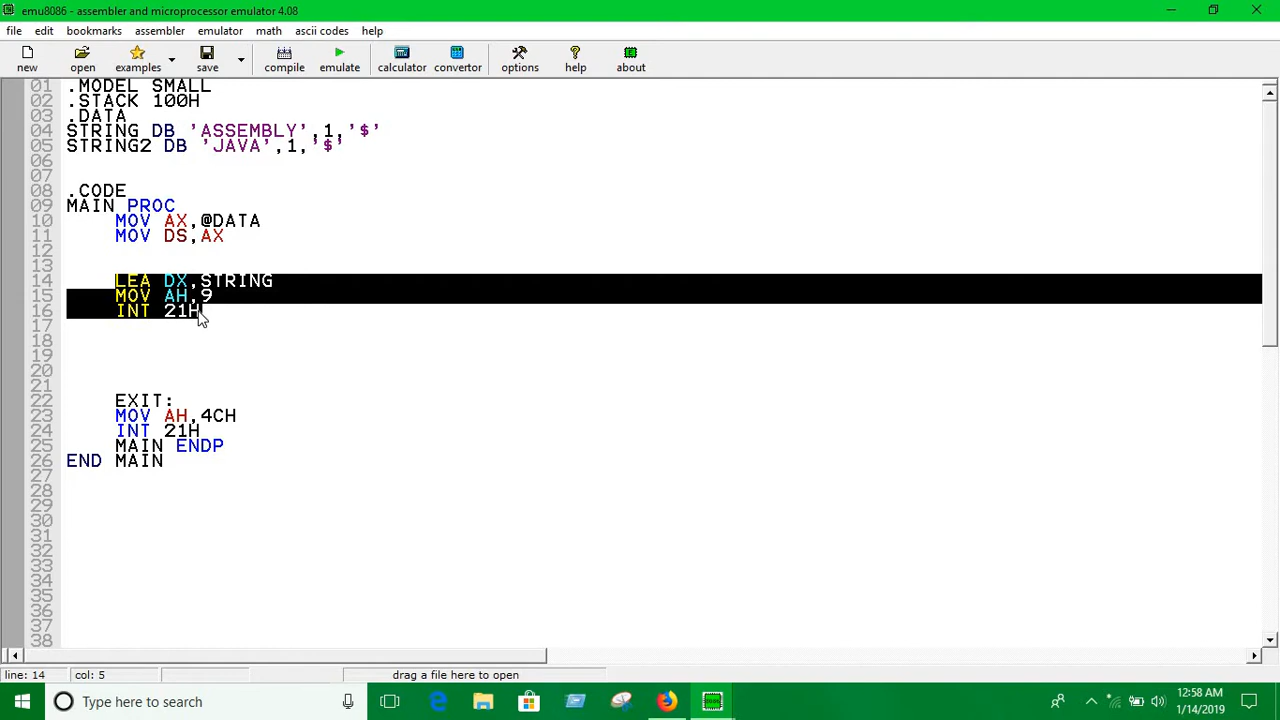 emu8086 - assembler and microprocessor emulator 4.08
file edit bookmarks assembler emulator math ascii codes help
new open examples save compile emulate calculator convertor options help about
01 .MODEL SMALL
02 .STACK 100H
03 .DATA
04 STRING DB 'ASSEMBLY',1,'$'
05 STRING2 DB 'JAVA',1,'$'
06
07
08 .CODE
09 MAIN PROC
10 MOV AX,@DATA
11 MOV DS,AX
12
13
14 LEA DX,STRING
15 MOV AH,9
16 INT 21H
17
18
19
20
21
22 EXIT:
23 MOV AH,4CH
24 INT 21H
25 MAIN ENDP
26 END MAIN
27
28
29
30
31
32
33
34
35
36
37
38
line: 14 col: 5 drag a file here to open
Type here to search
12:58 AM
1/14/2019